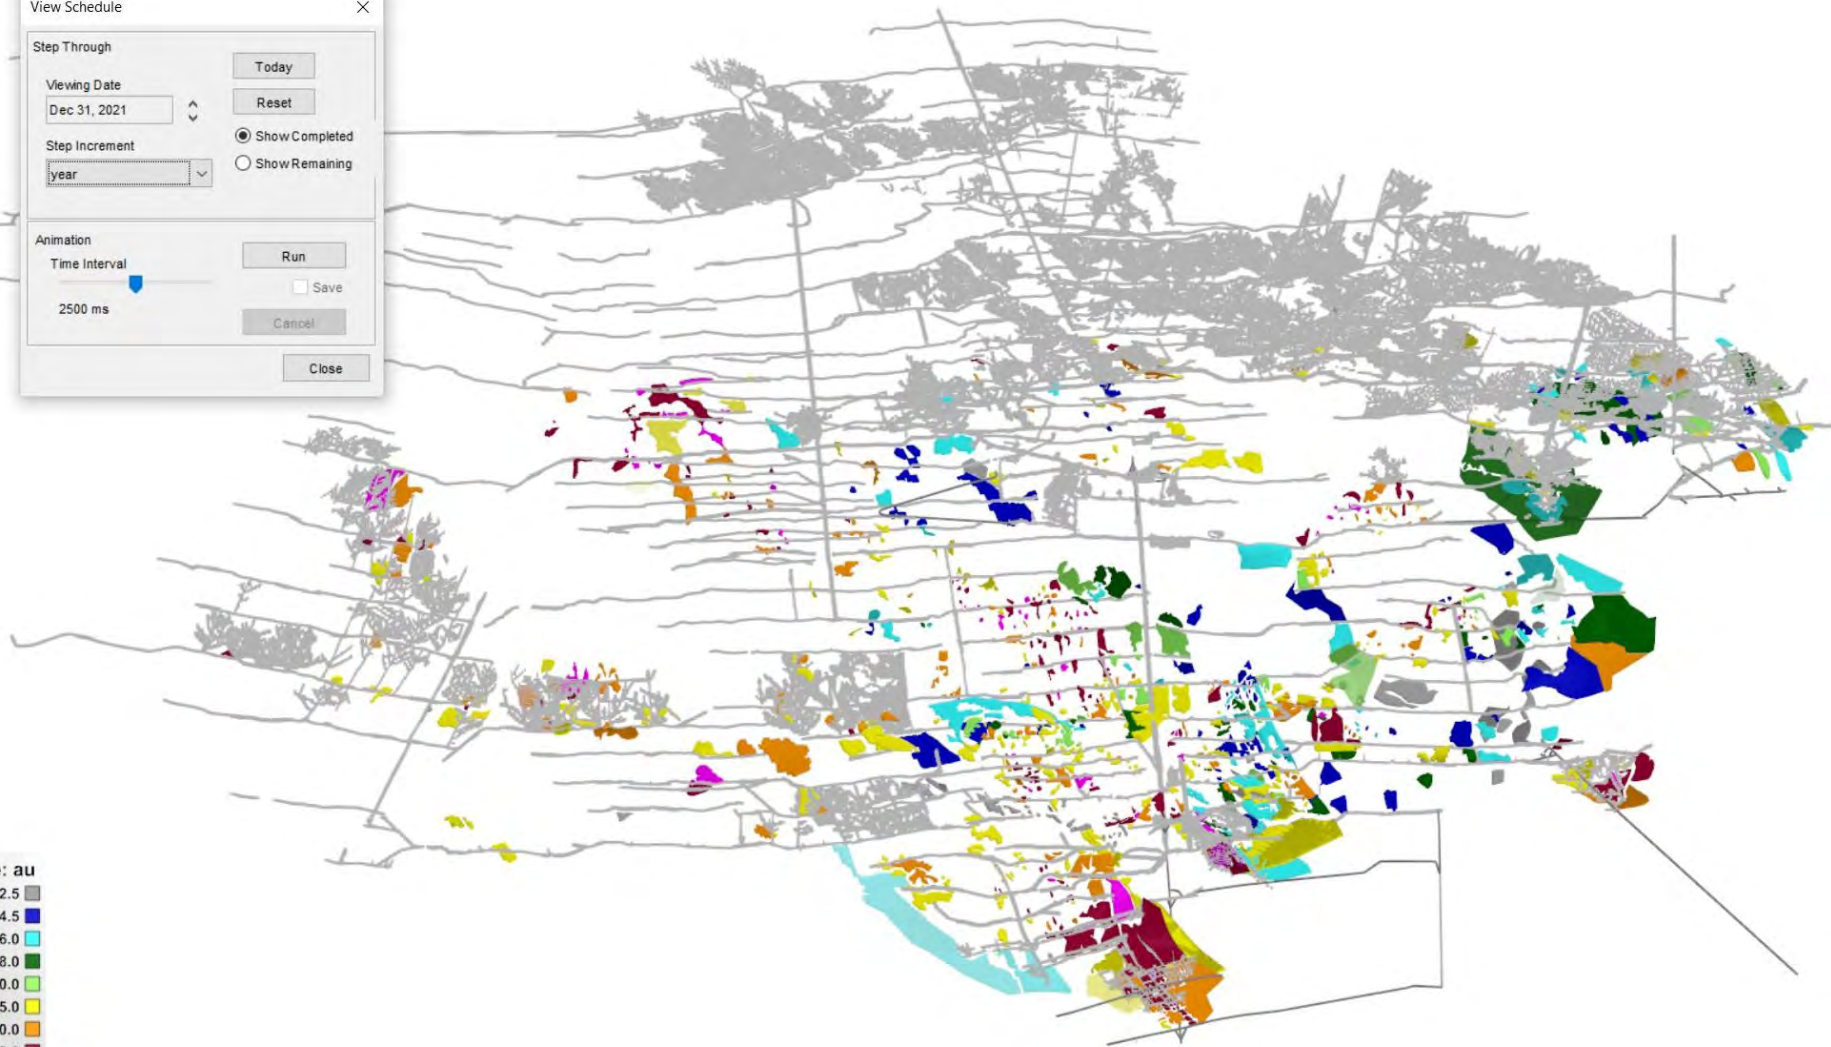 View Schedule
Step Through
Today
Viewing Date
Dec 31, 2021
Reset
Show Completed
Step Increment
year
Show Remaining
Animation
Time Interval
Run
Save
2500 ms
Cancel
Close
: au
2.5
4.5
6.0
8.0
0.0
5.0
0.0